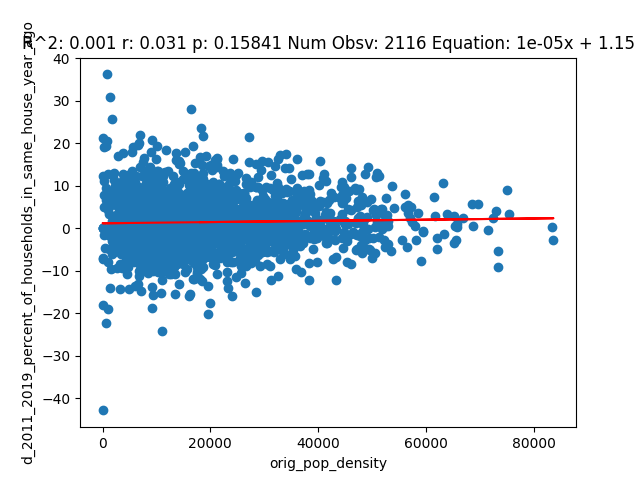 R^2: 0.001 r: 0.031 p: 0.15841 Num Obsv: 2116 Equation: 1e-05x + 1.15
d_2011_2019_percent_of_households_in_same_house_year_ago
40
30
20
10
0
−10
−20
−30
−40
0 20000 40000 60000 80000
orig_pop_density